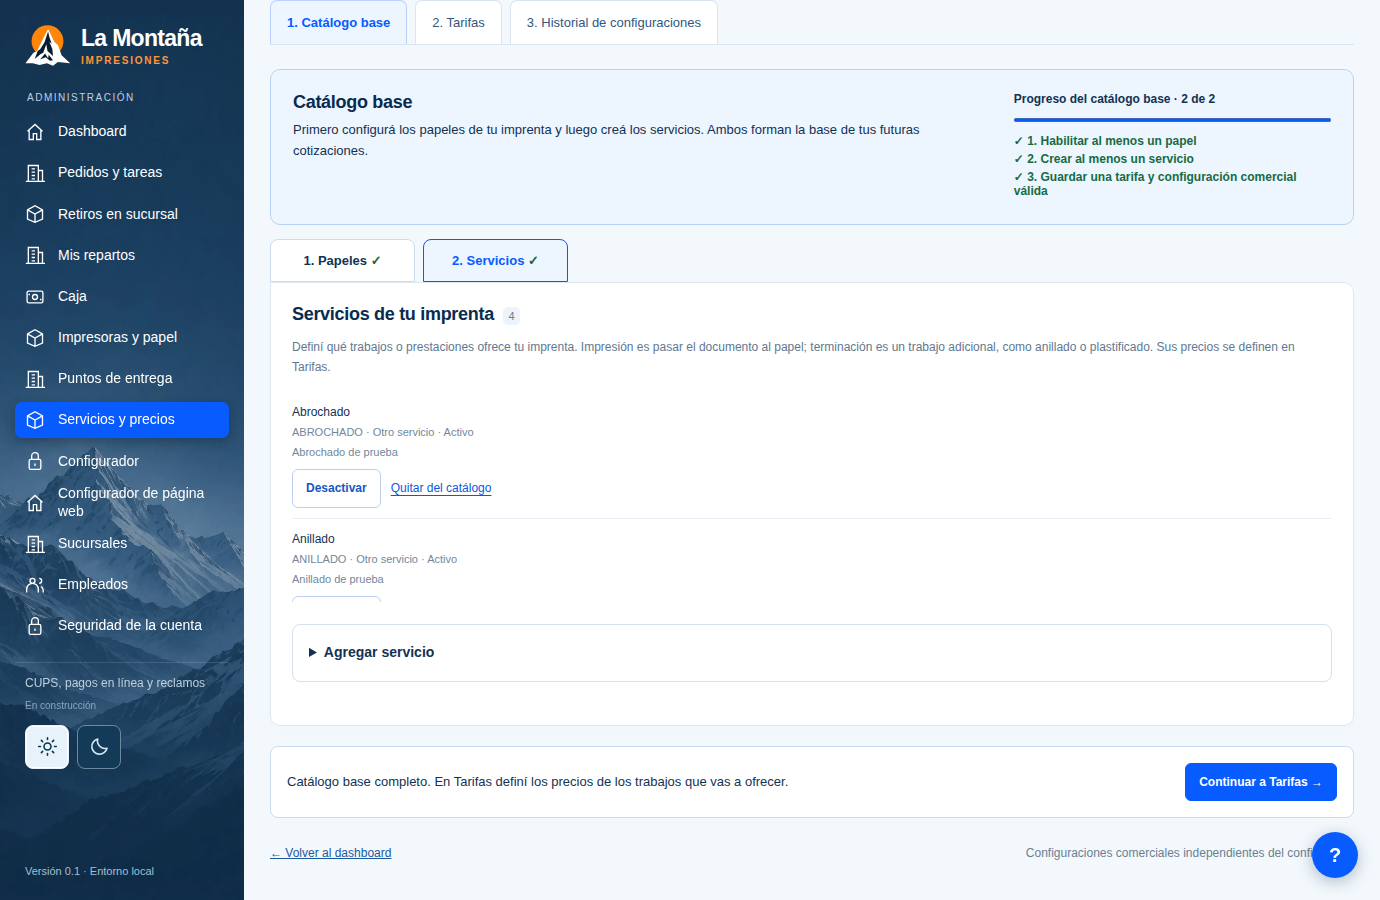 La Montaña
IMPRESIONES
ADMINISTRACIÓN
Dashboard
Pedidos y tareas
Retiros en sucursal
Mis repartos
Caja
Impresoras y papel
Puntos de entrega
Servicios y precios
Configurador
Configurador de página
web
Sucursales
Empleados
Seguridad de la cuenta
CUPS, pagos en línea y reclamos
En construcción
Versión 0.1 · Entorno local
1. Catálogo base
2. Tarifas
3. Historial de configuraciones
Catálogo base
Primero configurá los papeles de tu imprenta y luego creá los servicios. Ambos forman la base de tus futuras
cotizaciones.
Progreso del catálogo base · 2 de 2
✓ 1. Habilitar al menos un papel
✓ 2. Crear al menos un servicio
✓ 3. Guardar una tarifa y configuración comercial
válida
1. Papeles ✓
2. Servicios ✓
Servicios de tu imprenta 4
Definí qué trabajos o prestaciones ofrece tu imprenta. Impresión es pasar el documento al papel; terminación es un trabajo adicional, como anillado o plastificado. Sus precios se definen en
Tarifas.
Abrochado
ABROCHADO · Otro servicio · Activo
Abrochado de prueba
Desactivar
Quitar del catálogo
Anillado
ANILLADO · Otro servicio · Activo
Anillado de prueba
▶ Agregar servicio
Catálogo base completo. En Tarifas definí los precios de los trabajos que vas a ofrecer.
Continuar a Tarifas →
← Volver al dashboard
Configuraciones comerciales independientes del
?